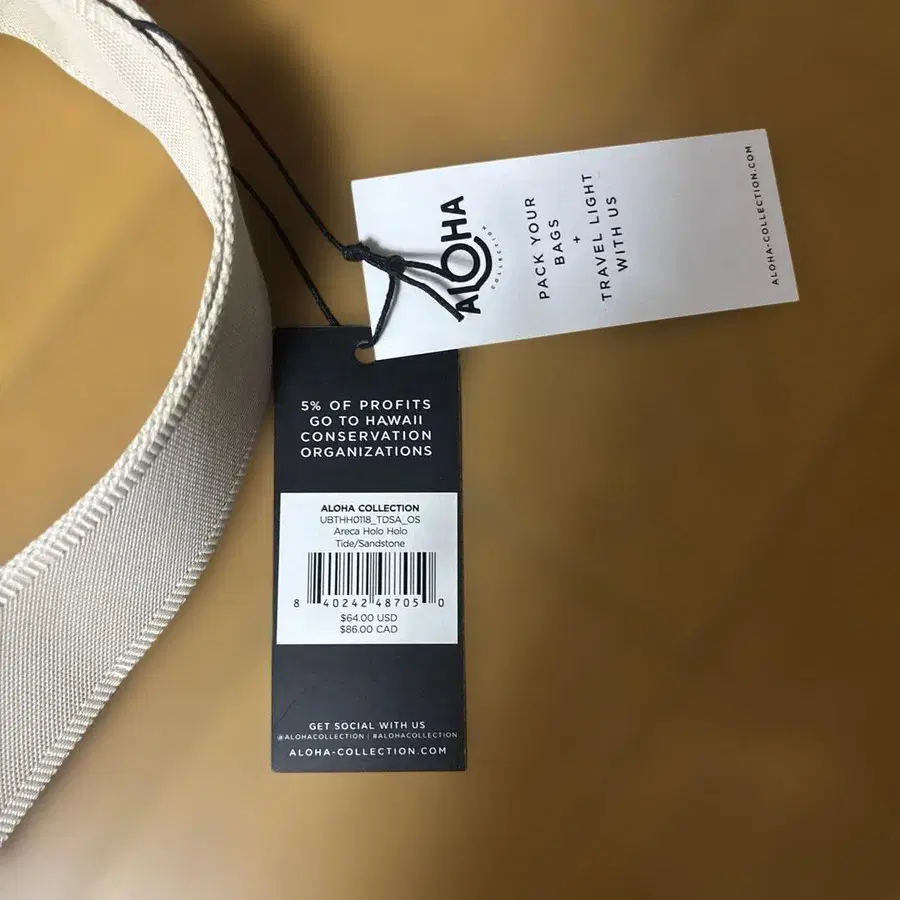 ALOHA
COLLECTION
PACK YOUR
BAGS
+
TRAVEL LIGHT
WITH US
ALOHA-COLLECTION.COM
5% OF PROFITS
GO TO HAWAII
CONSERVATION
ORGANIZATIONS
ALOHA COLLECTION
UBTHH0118_TDSA_OS
Areca Holo Holo
Tide/Sandstone
8 40242 48705 0
$64.00 USD
$86.00 CAD
GET SOCIAL WITH US
@ALOHACOLLECTION | #ALOHACOLLECTION
ALOHA-COLLECTION.COM